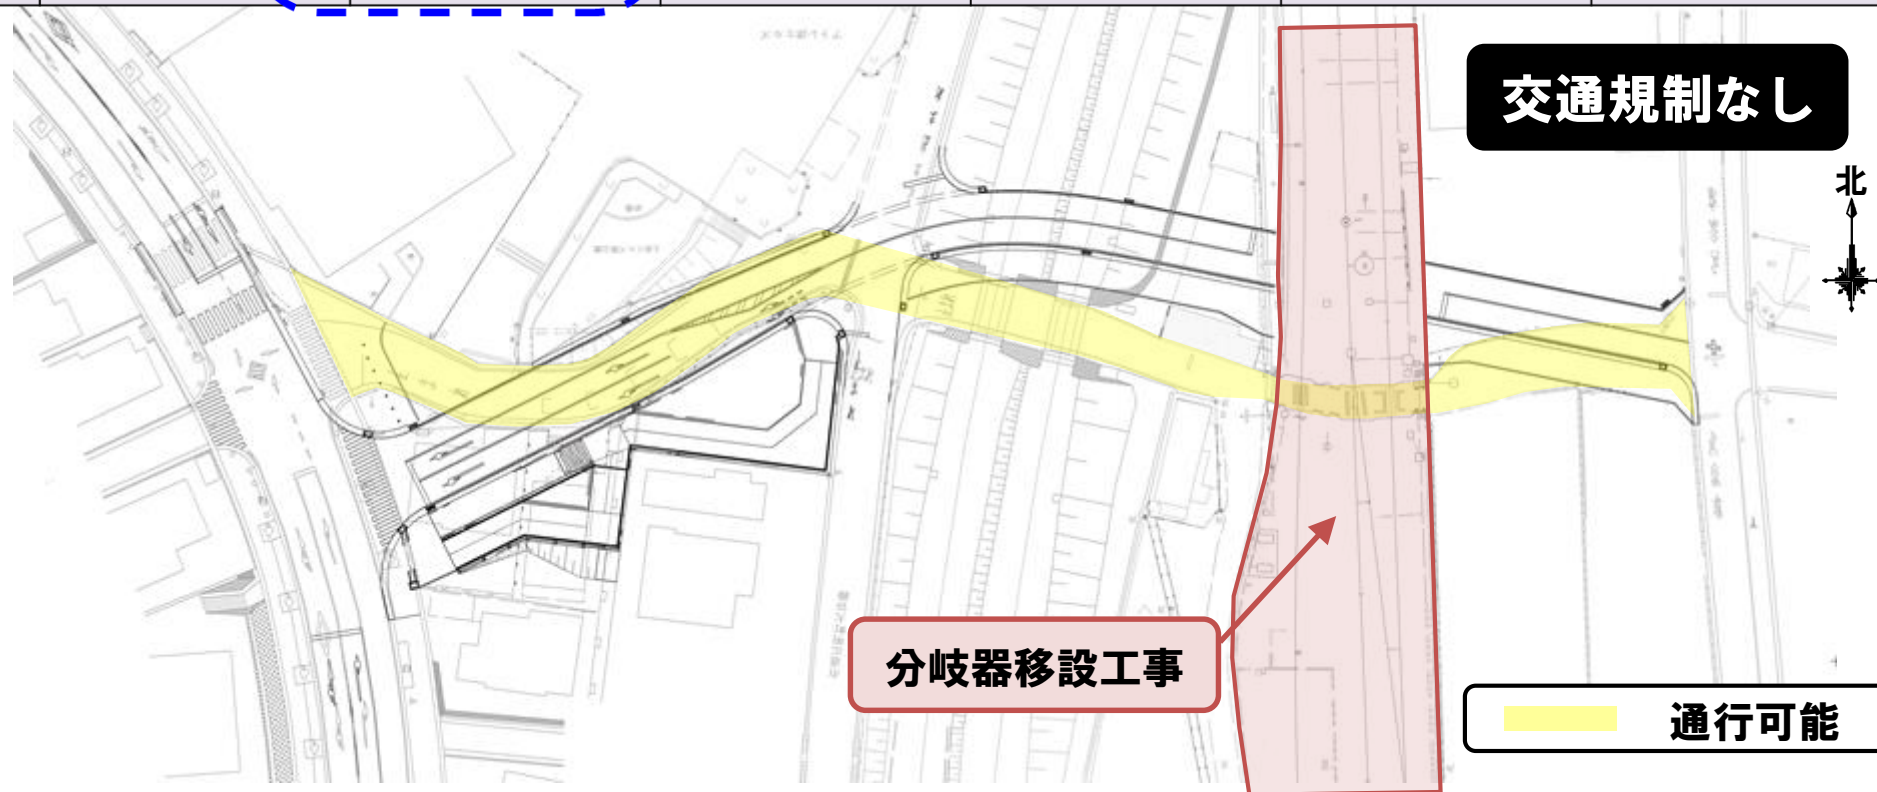 交通規制なし
北
分岐器移設工事
通行可能